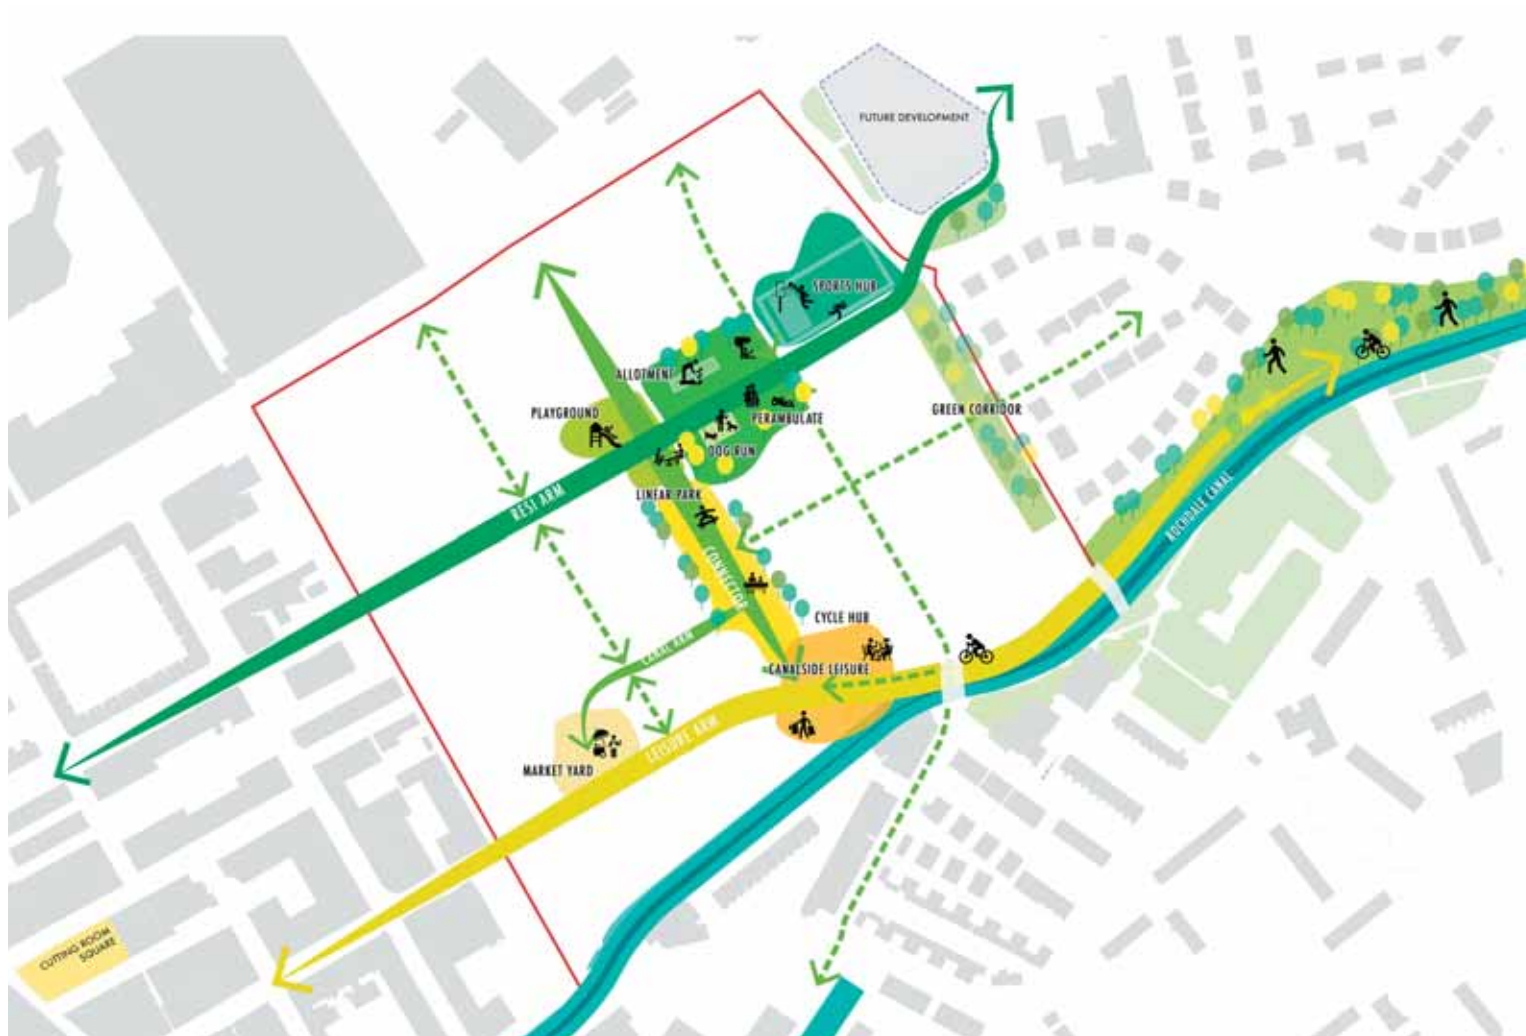 FUTURE DEVELOPMENT
SPORTS HUB
ALLOTMENT
PLAYGROUND
PERAMBULATE
GREEN CORRIDOR
DOG RUN
LINEAR PARK
RESI ARM
ROCHDALE CANAL
CONNECTOR
CYCLE HUB
CANAL ARM
CANALSIDE LEISURE
LEISURE ARM
MARKET YARD
CUTTING ROOM
SQUARE